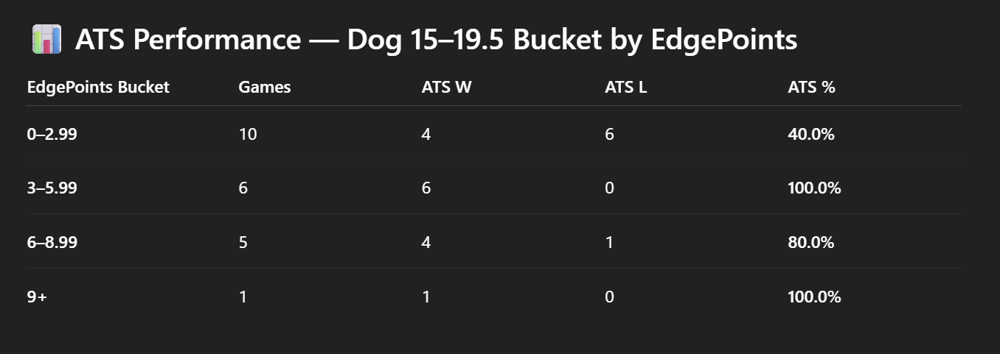 ATS Performance — Dog 15–19.5 Bucket by EdgePoints
EdgePoints Bucket Games ATS W ATS L ATS %
0–2.99 10 4 6 40.0%
3–5.99 6 6 0 100.0%
6–8.99 5 4 1 80.0%
9+ 1 1 0 100.0%